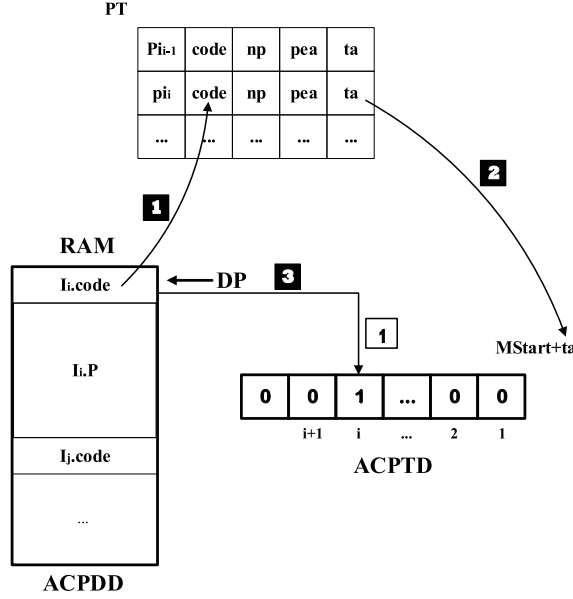 PT
Pii-1 code np pea ta
pii code np pea ta
... ... ... ... ...
1
2
RAM
Ii.code
DP
3
Ii.P
1
MStart+ta
0 0 1 ... 0 0
i+1 i ... 2 1
Ij.code
ACPTD
...
ACPDD